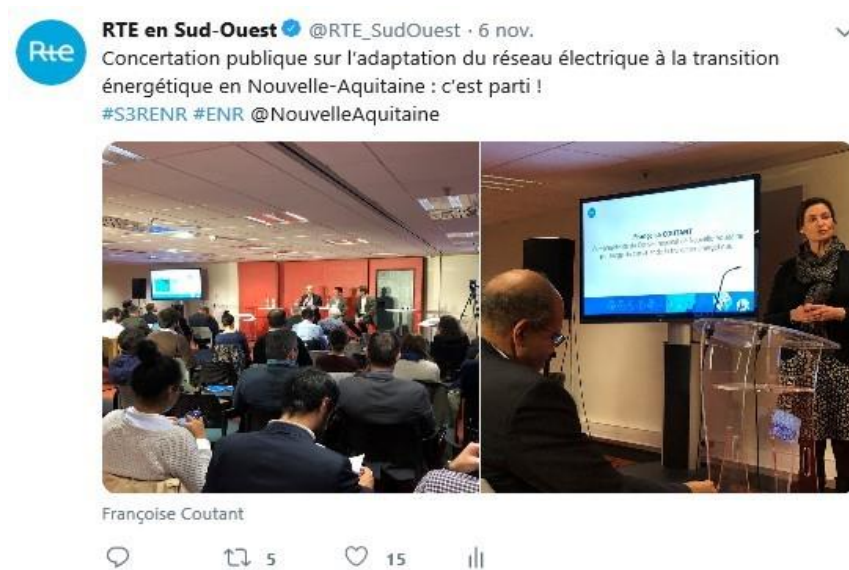 Rte
RTE en Sud-Ouest @RTE_SudOuest · 6 nov.
Concertation publique sur l'adaptation du réseau électrique à la transition
énergétique en Nouvelle-Aquitaine : c'est parti !
#S3RENR #ENR @NouvelleAquitaine
COUTANT
Françoise Coutant
5 15